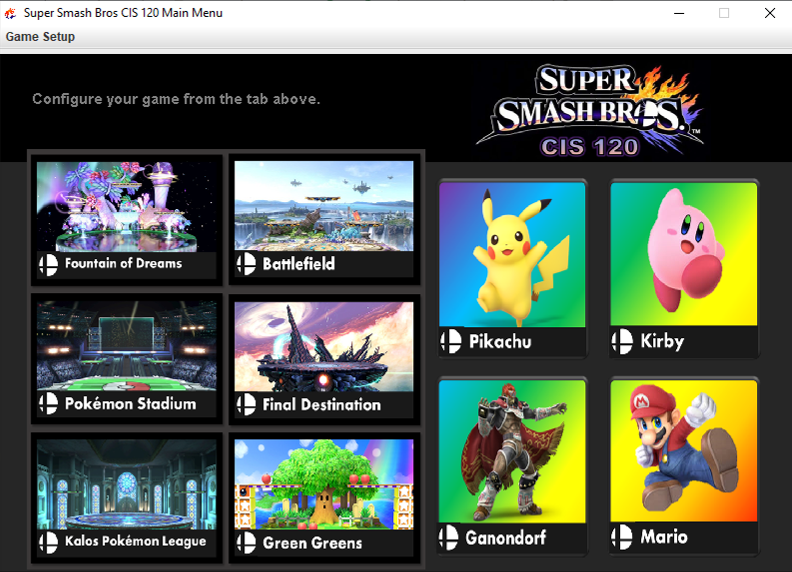 Super Smash Bros CIS 120 Main Menu
Game Setup
Configure your game from the tab above.
SUPER
SMASH BROS.™
CIS 120
Fountain of Dreams
Battlefield
Pokémon Stadium
Final Destination
Kalos Pokémon League
Green Greens
Pikachu
Kirby
Ganondorf
Mario